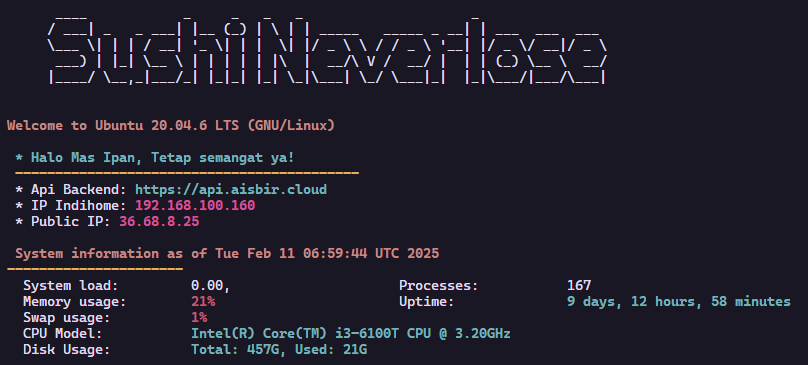 SushiNeverlose
Welcome to Ubuntu 20.04.6 LTS (GNU/Linux)
* Halo Mas Ipan, Tetap semangat ya!
* Api Backend: https://api.aisbir.cloud
* IP Indihome: 192.168.100.160
* Public IP: 36.68.8.25
System information as of Tue Feb 11 06:59:44 UTC 2025
System load: 0.00, Processes: 167
Memory usage: 21% Uptime: 9 days, 12 hours, 58 minutes
Swap usage: 1%
CPU Model: Intel(R) Core(TM) i3-6100T CPU @ 3.20GHz
Disk Usage: Total: 457G, Used: 21G